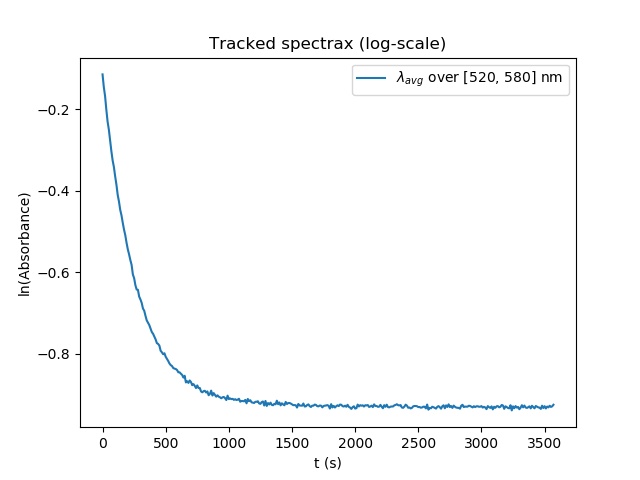 Tracked spectrax (log-scale)
λavg over [520, 580] nm
ln(Absorbance)
−0.2
−0.4
−0.6
−0.8
0 500 1000 1500 2000 2500 3000 3500
t (s)